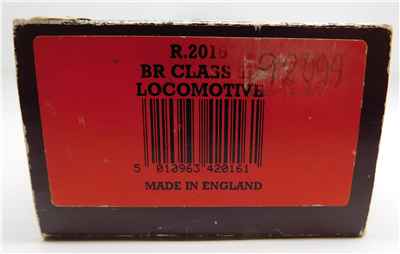 R.2016
BR CLASS
92099
LOCOMOTIVE
5 010963 420161
MADE IN ENGLAND